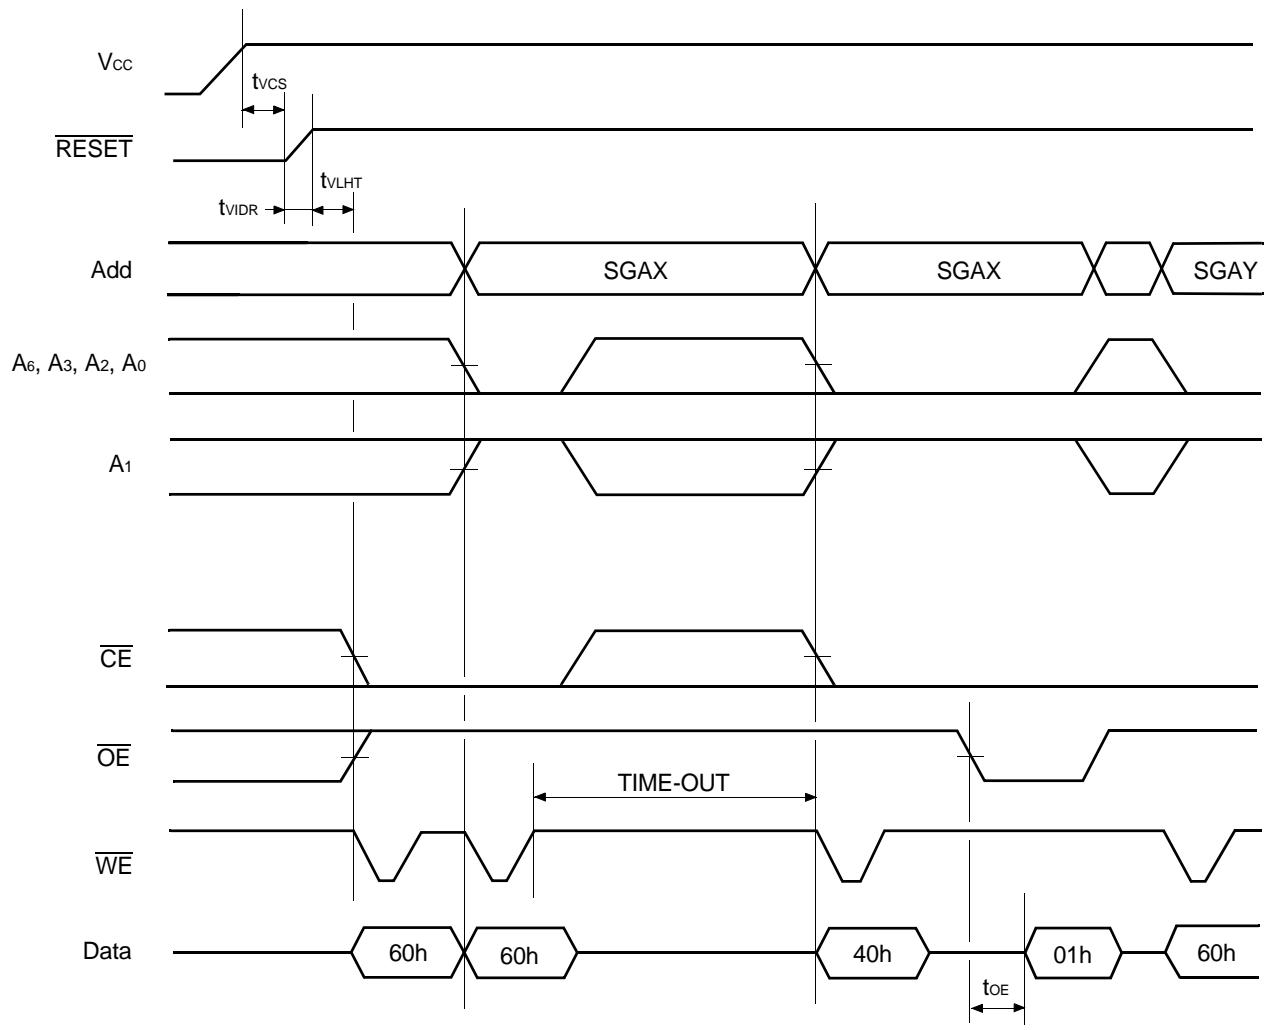 VCC
tVCS
RESET
tVLHT
tVIDR
Add
SGAX
SGAX
SGAY
A6, A3, A2, A0
A1
CE
OE
TIME-OUT
WE
Data
60h
60h
40h
01h
60h
tOE